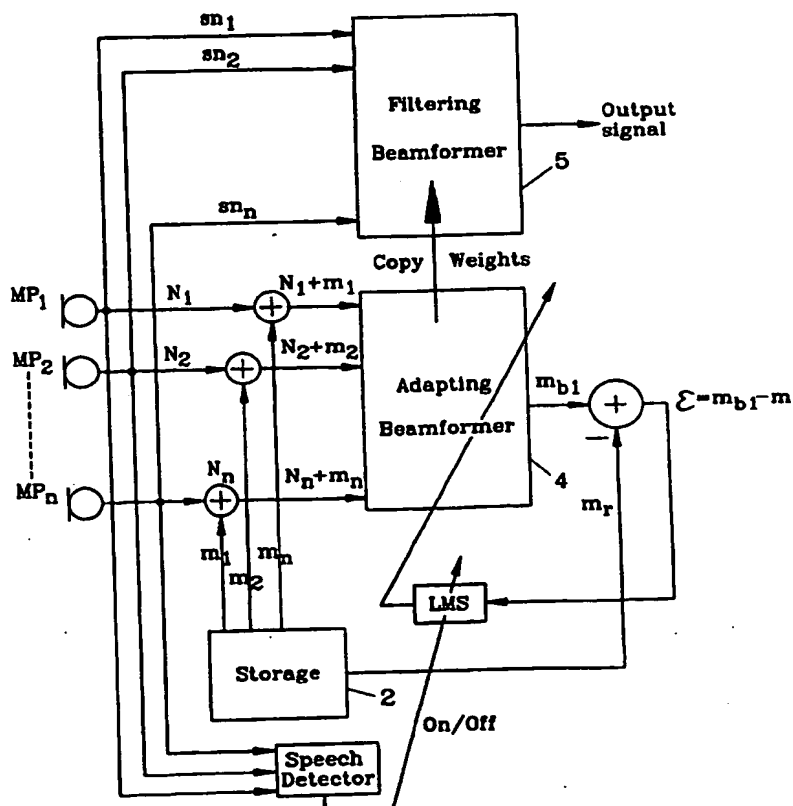 sn1
sn2
Filtering
Beamformer
Output
signal
5
snn
Copy Weights
MP1
N1
N1+m1
MP2
N2
N2+m2
Adapting
Beamformer
mb1
ε=mb1-m
MPn
Nn
Nn+mn
4
mr
m1
m2
mn
LMS
Storage
2
On/Off
Speech
Detector